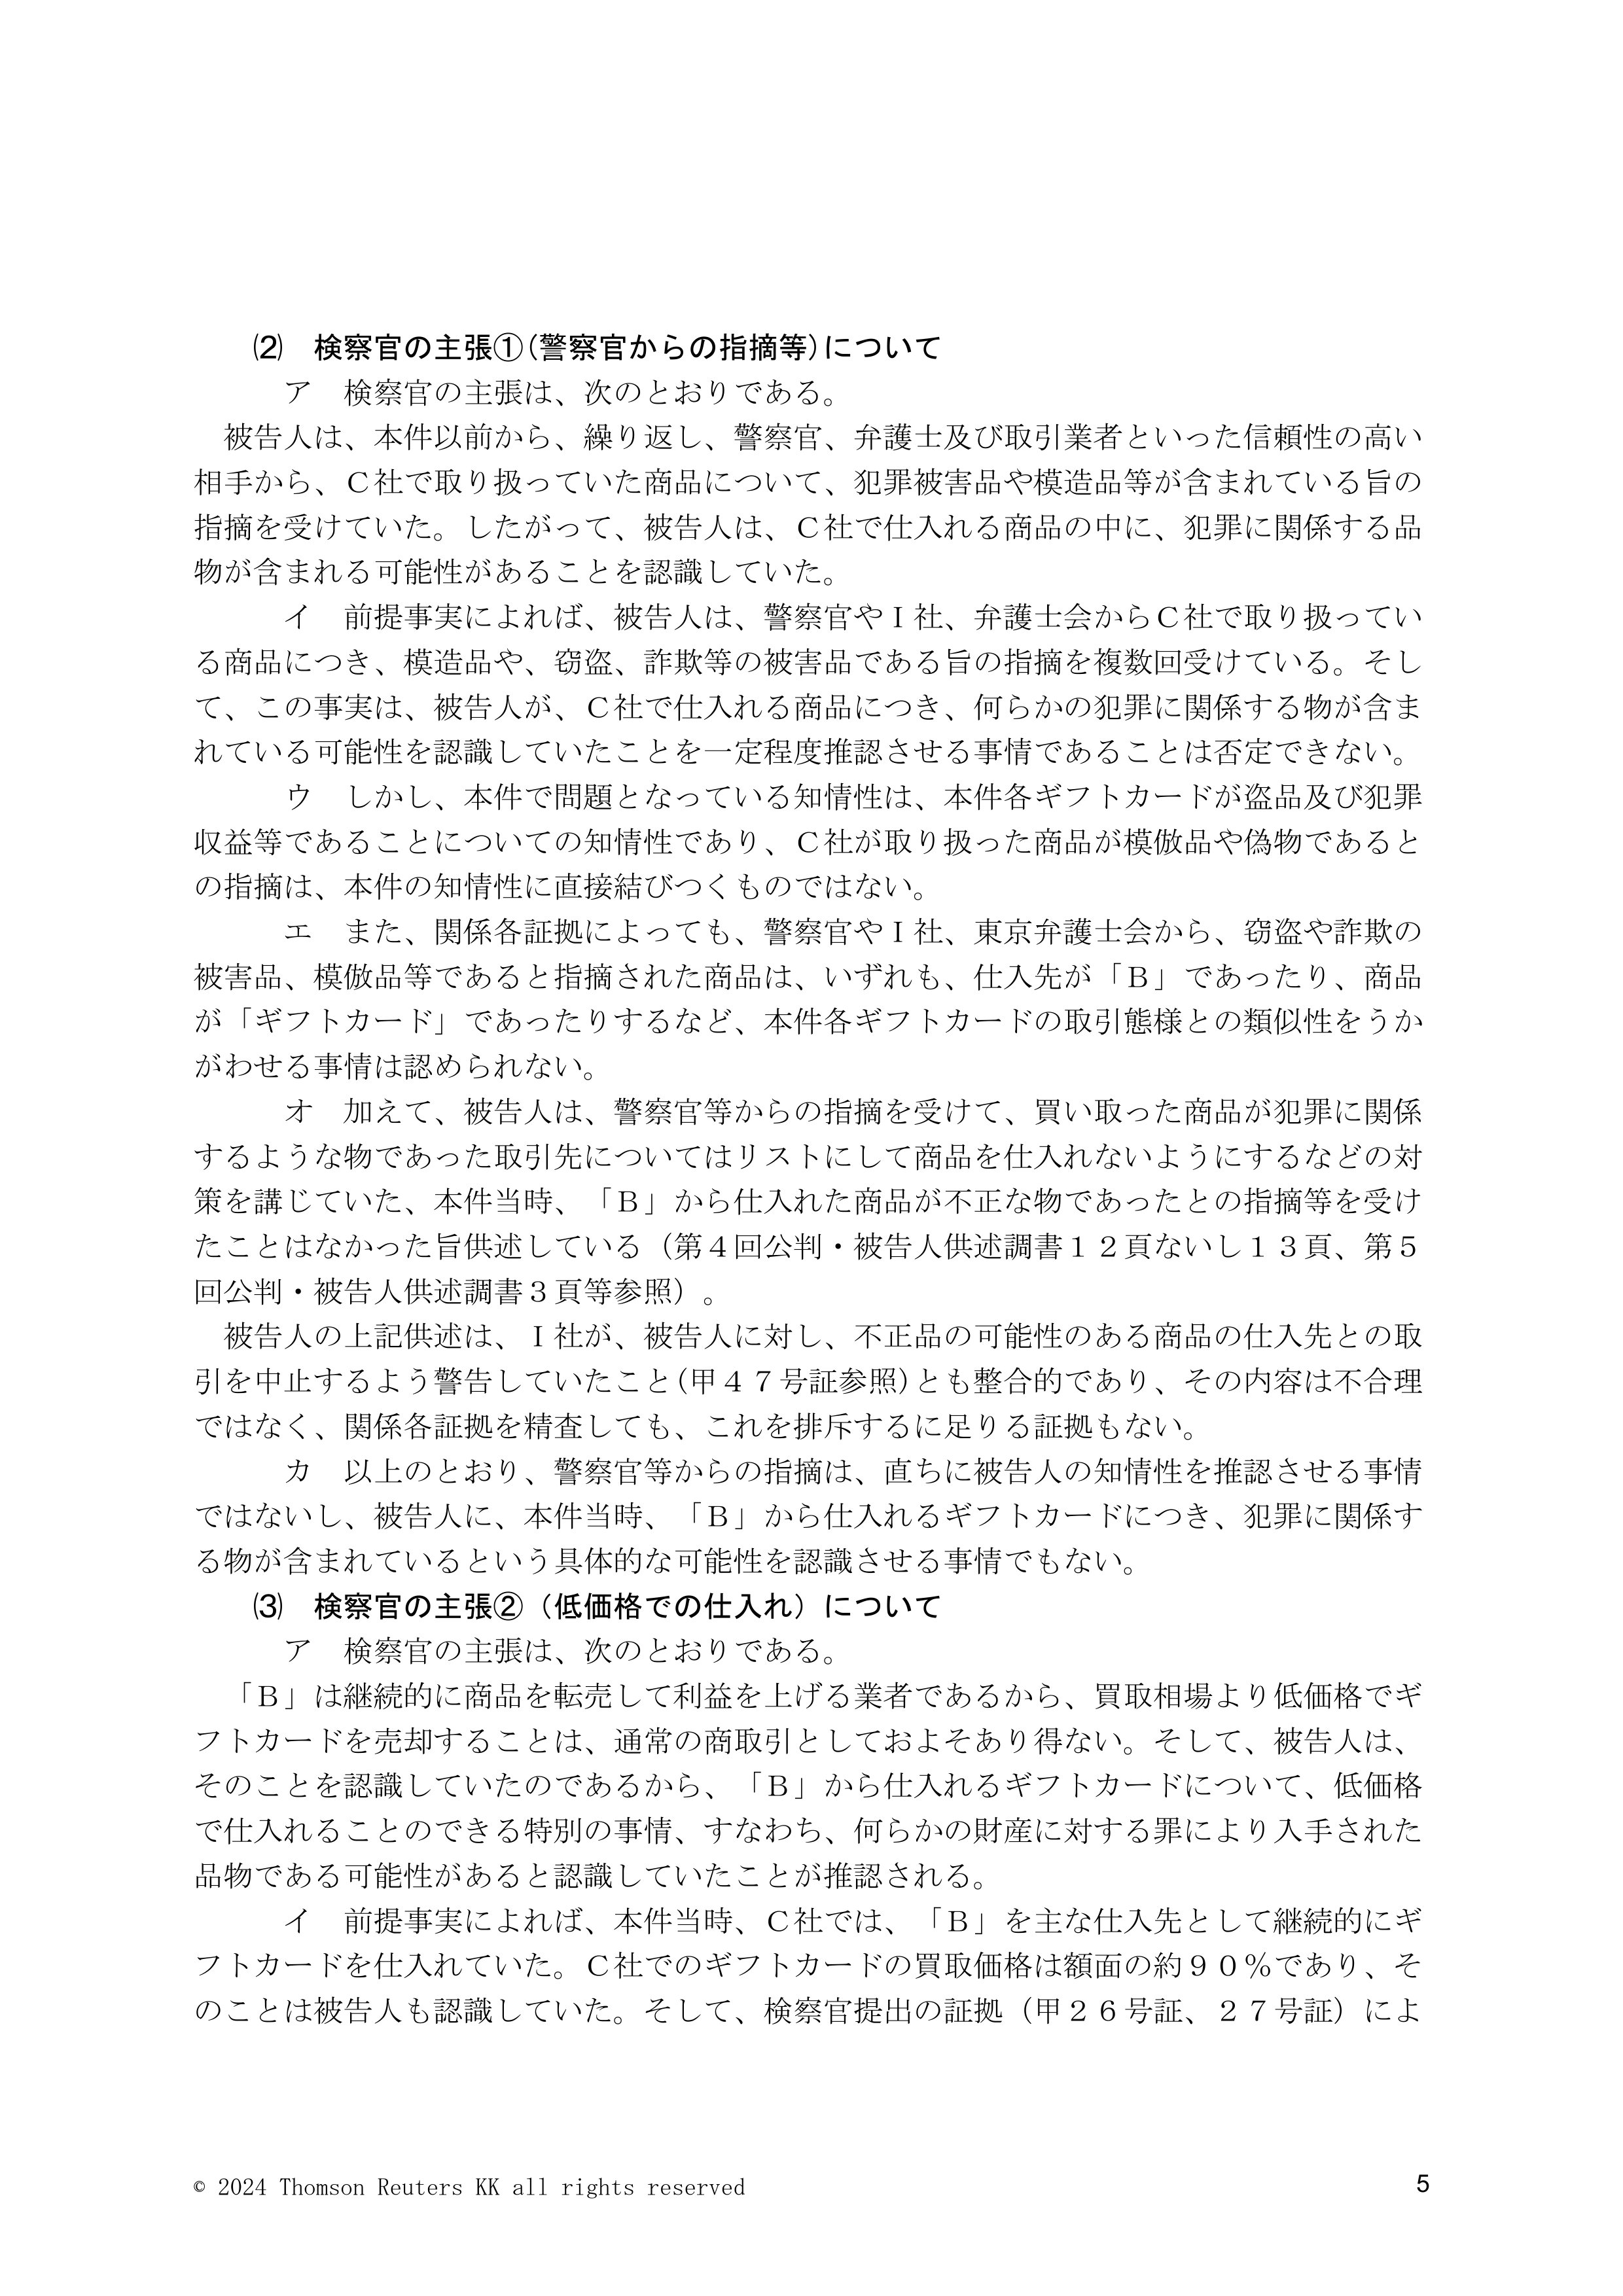 ⑵　検察官の主張①(警察官からの指摘等)について
ア　検察官の主張は、次のとおりである。
被告人は、本件以前から、繰り返し、警察官、弁護士及び取引業者といった信頼性の高い
相手から、Ｃ社で取り扱っていた商品について、犯罪被害品や模造品等が含まれている旨の
指摘を受けていた。したがって、被告人は、Ｃ社で仕入れる商品の中に、犯罪に関係する品
物が含まれる可能性があることを認識していた。
イ　前提事実によれば、被告人は、警察官やＩ社、弁護士会からＣ社で取り扱ってい
る商品につき、模造品や、窃盗、詐欺等の被害品である旨の指摘を複数回受けている。そし
て、この事実は、被告人が、Ｃ社で仕入れる商品につき、何らかの犯罪に関係する物が含ま
れている可能性を認識していたことを一定程度推認させる事情であることは否定できない。
ウ　しかし、本件で問題となっている知情性は、本件各ギフトカードが盗品及び犯罪
収益等であることについての知情性であり、Ｃ社が取り扱った商品が模倣品や偽物であると
の指摘は、本件の知情性に直接結びつくものではない。
エ　また、関係各証拠によっても、警察官やＩ社、東京弁護士会から、窃盗や詐欺の
被害品、模倣品等であると指摘された商品は、いずれも、仕入先が「Ｂ」であったり、商品
が「ギフトカード」であったりするなど、本件各ギフトカードの取引態様との類似性をうか
がわせる事情は認められない。
オ　加えて、被告人は、警察官等からの指摘を受けて、買い取った商品が犯罪に関係
するような物であった取引先についてはリストにして商品を仕入れないようにするなどの対
策を講じていた、本件当時、「Ｂ」から仕入れた商品が不正な物であったとの指摘等を受け
たことはなかった旨供述している（第４回公判・被告人供述調書１２頁ないし１３頁、第５
回公判・被告人供述調書３頁等参照）。
被告人の上記供述は、Ｉ社が、被告人に対し、不正品の可能性のある商品の仕入先との取
引を中止するよう警告していたこと(甲４７号証参照)とも整合的であり、その内容は不合理
ではなく、関係各証拠を精査しても、これを排斥するに足りる証拠もない。
カ　以上のとおり、警察官等からの指摘は、直ちに被告人の知情性を推認させる事情
ではないし、被告人に、本件当時、「Ｂ」から仕入れるギフトカードにつき、犯罪に関係す
る物が含まれているという具体的な可能性を認識させる事情でもない。
⑶　検察官の主張②（低価格での仕入れ）について
ア　検察官の主張は、次のとおりである。
「Ｂ」は継続的に商品を転売して利益を上げる業者であるから、買取相場より低価格でギ
フトカードを売却することは、通常の商取引としておよそあり得ない。そして、被告人は、
そのことを認識していたのであるから、「Ｂ」から仕入れるギフトカードについて、低価格
で仕入れることのできる特別の事情、すなわち、何らかの財産に対する罪により入手された
品物である可能性があると認識していたことが推認される。
イ　前提事実によれば、本件当時、Ｃ社では、「Ｂ」を主な仕入先として継続的にギ
フトカードを仕入れていた。Ｃ社でのギフトカードの買取価格は額面の約９０％であり、そ
のことは被告人も認識していた。そして、検察官提出の証拠（甲２６号証、２７号証）によ
© 2024 Thomson Reuters KK all rights reserved
5